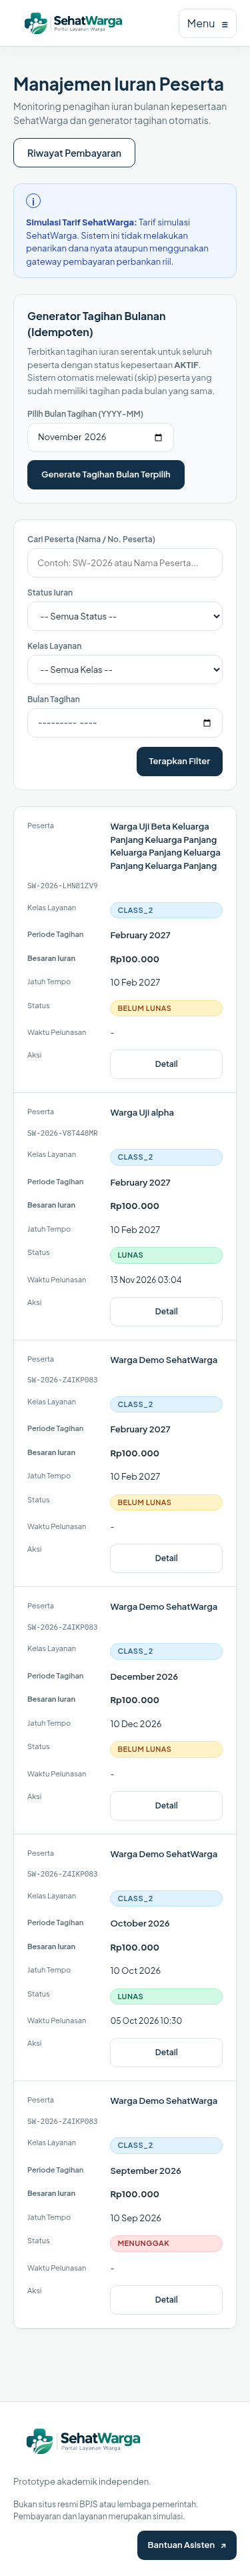 SehatWarga
Portal Layanan Warga
Menu ≡
Manajemen Iuran Peserta
Monitoring penagihan iuran bulanan kepesertaan
SehatWarga dan generator tagihan otomatis.
Riwayat Pembayaran
Simulasi Tarif SehatWarga: Tarif simulasi
SehatWarga. Sistem ini tidak melakukan
penarikan dana nyata ataupun menggunakan
gateway pembayaran perbankan riil.
Generator Tagihan Bulanan
(Idempoten)
Terbitkan tagihan iuran serentak untuk seluruh
peserta dengan status kepesertaan AKTIF.
Sistem otomatis melewati (skip) peserta yang
sudah memiliki tagihan pada bulan yang sama.
Pilih Bulan Tagihan (YYYY-MM)
November 2026
Generate Tagihan Bulan Terpilih
Cari Peserta (Nama / No. Peserta)
Contoh: SW-2026 atau Nama Peserta...
Status Iuran
-- Semua Status --
Kelas Layanan
-- Semua Kelas --
Bulan Tagihan
--------- ----
Terapkan Filter
Peserta Warga Uji Beta Keluarga
Panjang Keluarga Panjang
Keluarga Panjang Keluarga
Panjang Keluarga Panjang
SW-2026-LHN81ZV9
Kelas Layanan CLASS_2
Periode Tagihan February 2027
Besaran Iuran Rp100.000
Jatuh Tempo 10 Feb 2027
Status BELUM LUNAS
Waktu Pelunasan -
Aksi Detail
Peserta Warga Uji alpha
SW-2026-V8T448MR
Kelas Layanan CLASS_2
Periode Tagihan February 2027
Besaran Iuran Rp100.000
Jatuh Tempo 10 Feb 2027
Status LUNAS
Waktu Pelunasan 13 Nov 2026 03:04
Aksi Detail
Peserta Warga Demo SehatWarga
SW-2026-Z4IKP083
Kelas Layanan CLASS_2
Periode Tagihan February 2027
Besaran Iuran Rp100.000
Jatuh Tempo 10 Feb 2027
Status BELUM LUNAS
Waktu Pelunasan -
Aksi Detail
Peserta Warga Demo SehatWarga
SW-2026-Z4IKP083
Kelas Layanan CLASS_2
Periode Tagihan December 2026
Besaran Iuran Rp100.000
Jatuh Tempo 10 Dec 2026
Status BELUM LUNAS
Waktu Pelunasan -
Aksi Detail
Peserta Warga Demo SehatWarga
SW-2026-Z4IKP083
Kelas Layanan CLASS_2
Periode Tagihan October 2026
Besaran Iuran Rp100.000
Jatuh Tempo 10 Oct 2026
Status LUNAS
Waktu Pelunasan 05 Oct 2026 10:30
Aksi Detail
Peserta Warga Demo SehatWarga
SW-2026-Z4IKP083
Kelas Layanan CLASS_2
Periode Tagihan September 2026
Besaran Iuran Rp100.000
Jatuh Tempo 10 Sep 2026
Status MENUNGGAK
Waktu Pelunasan -
Aksi Detail
SehatWarga
Portal Layanan Warga
Prototype akademik independen.
Bukan situs resmi BPJS atau lembaga pemerintah.
Pembayaran dan layanan merupakan simulasi.
Bantuan Asisten ↗